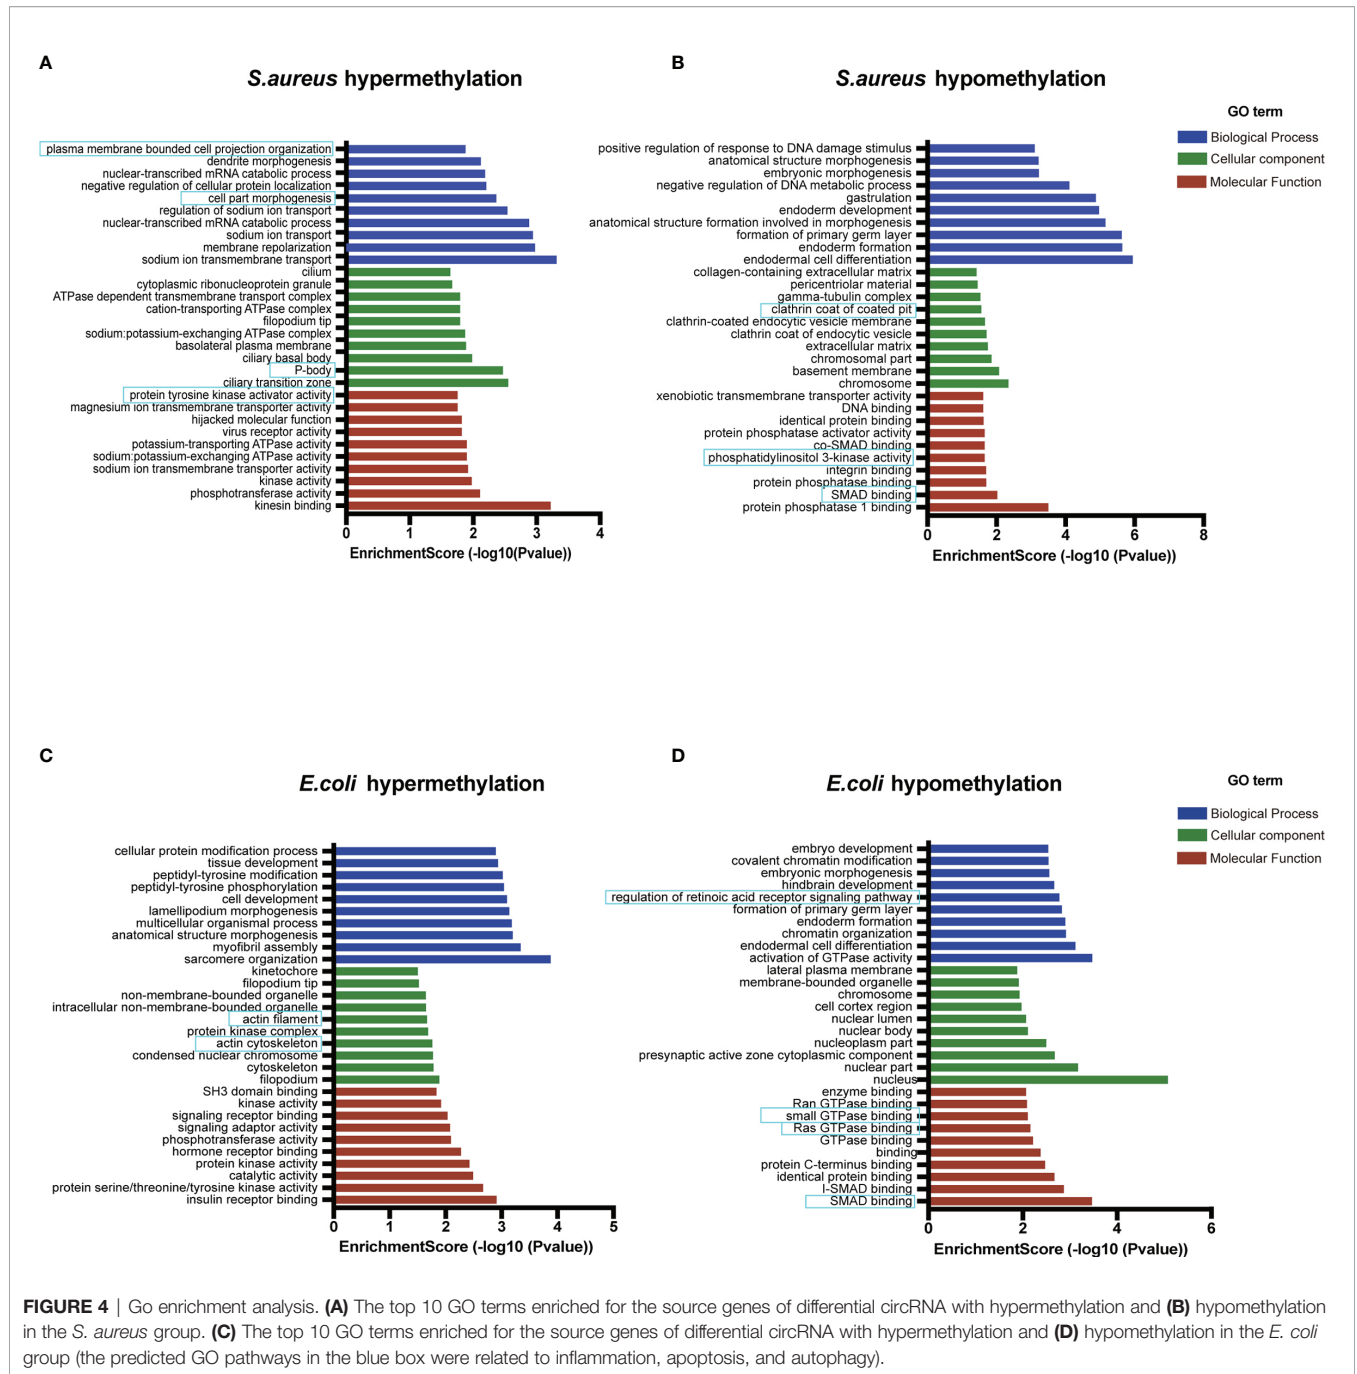 A
S.aureus hypermethylation
plasma membrane bounded cell projection organization
dendrite morphogenesis
nuclear-transcribed mRNA catabolic process
negative regulation of cellular protein localization
cell part morphogenesis
regulation of sodium ion transport
nuclear-transcribed mRNA catabolic process
sodium ion transport
membrane repolarization
sodium ion transmembrane transport
cilium
cytoplasmic ribonucleoprotein granule
ATPase dependent transmembrane transport complex
cation-transporting ATPase complex
filopodium tip
sodium:potassium-exchanging ATPase complex
basolateral plasma membrane
ciliary basal body
P-body
ciliary transition zone
protein tyrosine kinase activator activity
magnesium ion transmembrane transporter activity
hijacked molecular function
virus receptor activity
potassium-transporting ATPase activity
sodium:potassium-exchanging ATPase activity
sodium ion transmembrane transporter activity
kinase activity
phosphotransferase activity
kinesin binding
0 1 2 3 4
EnrichmentScore (-log10(Pvalue))
B
S.aureus hypomethylation
GO term
Biological Process
Cellular component
Molecular Function
positive regulation of response to DNA damage stimulus
anatomical structure morphogenesis
embryonic morphogenesis
negative regulation of DNA metabolic process
gastrulation
endoderm development
anatomical structure formation involved in morphogenesis
formation of primary germ layer
endoderm formation
endodermal cell differentiation
collagen-containing extracellular matrix
pericentriolar material
gamma-tubulin complex
clathrin coat of coated pit
clathrin-coated endocytic vesicle membrane
clathrin coat of endocytic vesicle
extracellular matrix
chromosomal part
basement membrane
chromosome
xenobiotic transmembrane transporter activity
DNA binding
identical protein binding
protein phosphatase activator activity
co-SMAD binding
phosphatidylinositol 3-kinase activity
integrin binding
protein phosphatase binding
SMAD binding
protein phosphatase 1 binding
0 2 4 6 8
EnrichmentScore (-log10 (Pvalue))
C
E.coli hypermethylation
cellular protein modification process
tissue development
peptidyl-tyrosine modification
peptidyl-tyrosine phosphorylation
cell development
lamellipodium morphogenesis
multicellular organismal process
anatomical structure morphogenesis
myofibril assembly
sarcomere organization
kinetochore
filopodium tip
non-membrane-bounded organelle
intracellular non-membrane-bounded organelle
actin filament
protein kinase complex
actin cytoskeleton
condensed nuclear chromosome
cytoskeleton
filopodium
SH3 domain binding
kinase activity
signaling receptor binding
signaling adaptor activity
phosphotransferase activity
hormone receptor binding
protein kinase activity
catalytic activity
protein serine/threonine/tyrosine kinase activity
insulin receptor binding
0 1 2 3 4 5
EnrichmentScore (-log10 (Pvalue))
D
E.coli hypomethylation
GO term
Biological Process
Cellular component
Molecular Function
embryo development
covalent chromatin modification
embryonic morphogenesis
hindbrain development
regulation of retinoic acid receptor signaling pathway
formation of primary germ layer
endoderm formation
chromatin organization
endodermal cell differentiation
activation of GTPase activity
lateral plasma membrane
membrane-bounded organelle
chromosome
cell cortex region
nuclear lumen
nuclear body
nucleoplasm part
presynaptic active zone cytoplasmic component
nuclear part
nucleus
enzyme binding
Ran GTPase binding
small GTPase binding
Ras GTPase binding
GTPase binding
binding
protein C-terminus binding
identical protein binding
I-SMAD binding
SMAD binding
0 2 4 6
EnrichmentScore (-log10 (Pvalue))
FIGURE 4 | Go enrichment analysis. (A) The top 10 GO terms enriched for the source genes of differential circRNA with hypermethylation and (B) hypomethylation
in the S. aureus group. (C) The top 10 GO terms enriched for the source genes of differential circRNA with hypermethylation and (D) hypomethylation in the E. coli
group (the predicted GO pathways in the blue box were related to inflammation, apoptosis, and autophagy).